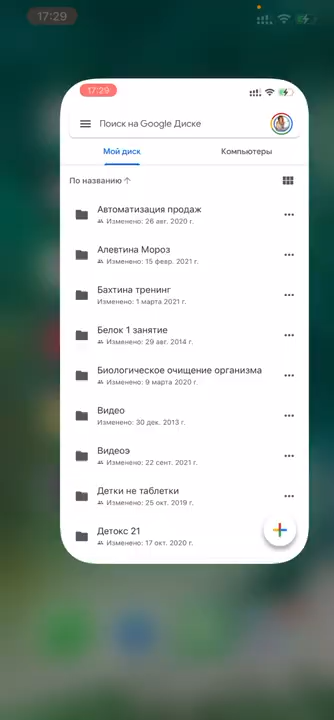 17:29
17:29
Поиск на Google Диске
Мой диск
Компьютеры
По названию ↑
Автоматизация продаж
Изменено: 26 авг. 2020 г.
Алевтина Мороз
Изменено: 15 февр. 2021 г.
Бахтина тренинг
Изменено: 1 марта 2021 г.
Белок 1 занятие
Изменено: 29 авг. 2014 г.
Биологическое очищение организма
Изменено: 9 марта 2020 г.
Видео
Изменено: 30 дек. 2013 г.
Видеоэ
Изменено: 22 сент. 2021 г.
Детки не таблетки
Изменено: 25 окт. 2019 г.
Детокс 21
Изменено: 17 окт. 2020 г.